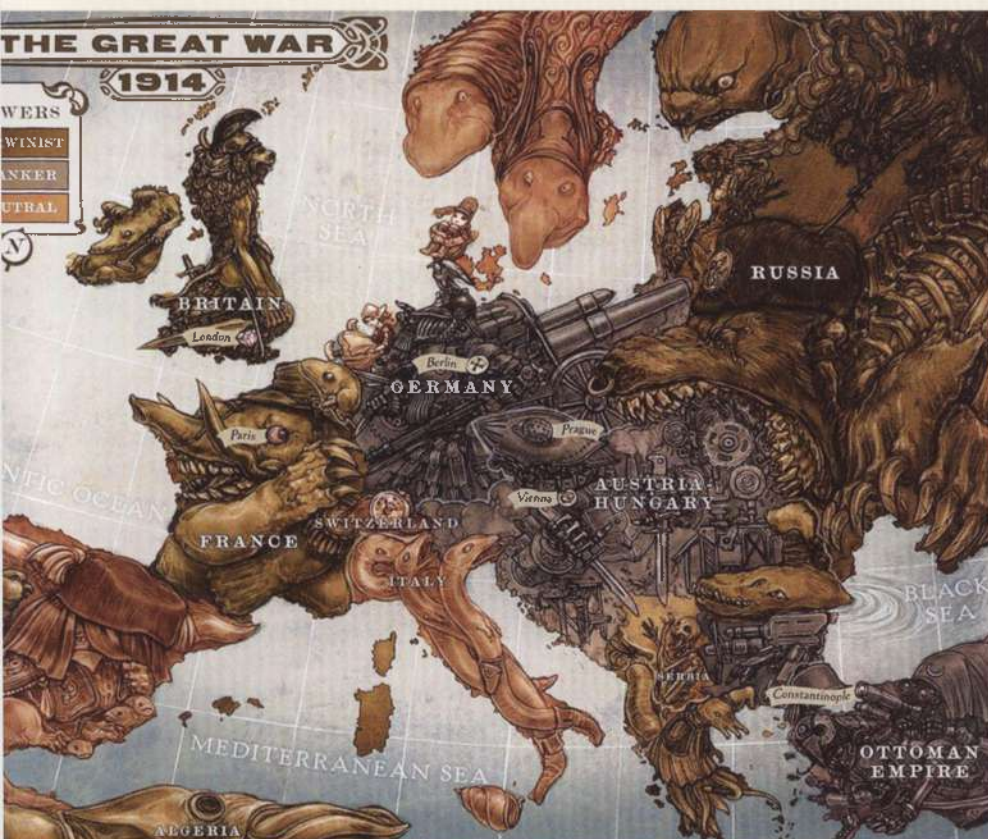 THE GREAT WAR
1914
WERS
WINIST
ANKER
UTRAL
N
NORTH
SEA
BRITAIN
London
RUSSIA
Berlin
GERMANY
Paris
Prague
NTIC OCEAN
Vienna
AUSTRIA-
HUNGARY
SWITZERLAND
FRANCE
ITALY
BLACK
SEA
SERBIA
Constantinople
MEDITERRANEAN SEA
OTTOMAN
EMPIRE
ALGERIA